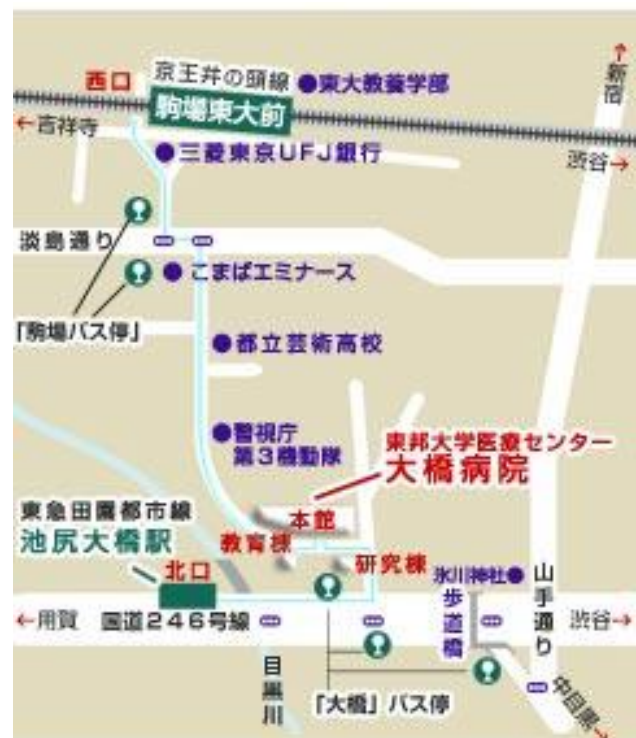 西口
京王井の頭線
●東大教養学部
駒場東大前
↑新宿
←吉祥寺
渋谷→
●三菱東京UFJ銀行
淡島通り
●こまばエミナース
「駒場バス停」
●都立芸術高校
●警視庁
第3機動隊
東邦大学医療センター
大橋病院
本館
教育棟
研究棟
東急田園都市線
池尻大橋駅
北口
氷川神社●
歩道橋
山手通り
←用賀
国道246号線
渋谷→
目黒川
「大橋」バス停
中目黒→